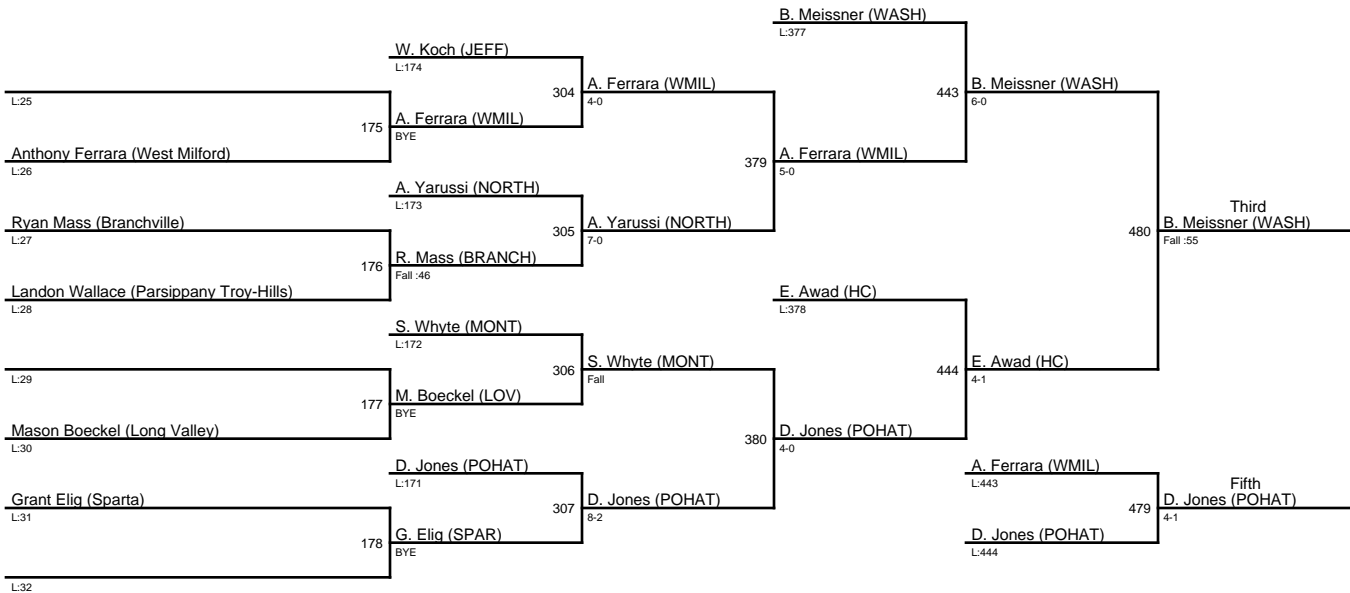 B. Meissner (WASH)
L:377
W. Koch (JEFF)
L:174
304
A. Ferrara (WMIL)
4-0
443
B. Meissner (WASH)
6-0
L:25
175
A. Ferrara (WMIL)
BYE
Anthony Ferrara (West Milford)
L:26
379
A. Ferrara (WMIL)
5-0
A. Yarussi (NORTH)
L:173
Ryan Mass (Branchville)
L:27
305
A. Yarussi (NORTH)
7-0
480
Third
B. Meissner (WASH)
Fall :55
176
R. Mass (BRANCH)
Fall :46
Landon Wallace (Parsippany Troy-Hills)
L:28
E. Awad (HC)
L:378
S. Whyte (MONT)
L:172
L:29
306
S. Whyte (MONT)
Fall
444
E. Awad (HC)
4-1
177
M. Boeckel (LOV)
BYE
Mason Boeckel (Long Valley)
L:30
380
D. Jones (POHAT)
4-0
D. Jones (POHAT)
L:171
A. Ferrara (WMIL)
L:443
Grant Elig (Sparta)
L:31
307
D. Jones (POHAT)
8-2
479
Fifth
D. Jones (POHAT)
4-1
178
G. Elig (SPAR)
BYE
D. Jones (POHAT)
L:444
L:32